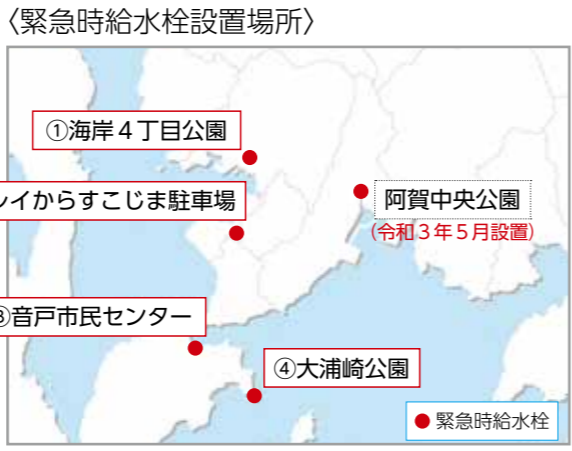 〈緊急時給水栓設置場所〉
①海岸4丁目公園
レイからすこじま駐車場
阿賀中央公園
(令和3年5月設置)
③音戸市民センター
④大浦崎公園
●緊急時給水栓